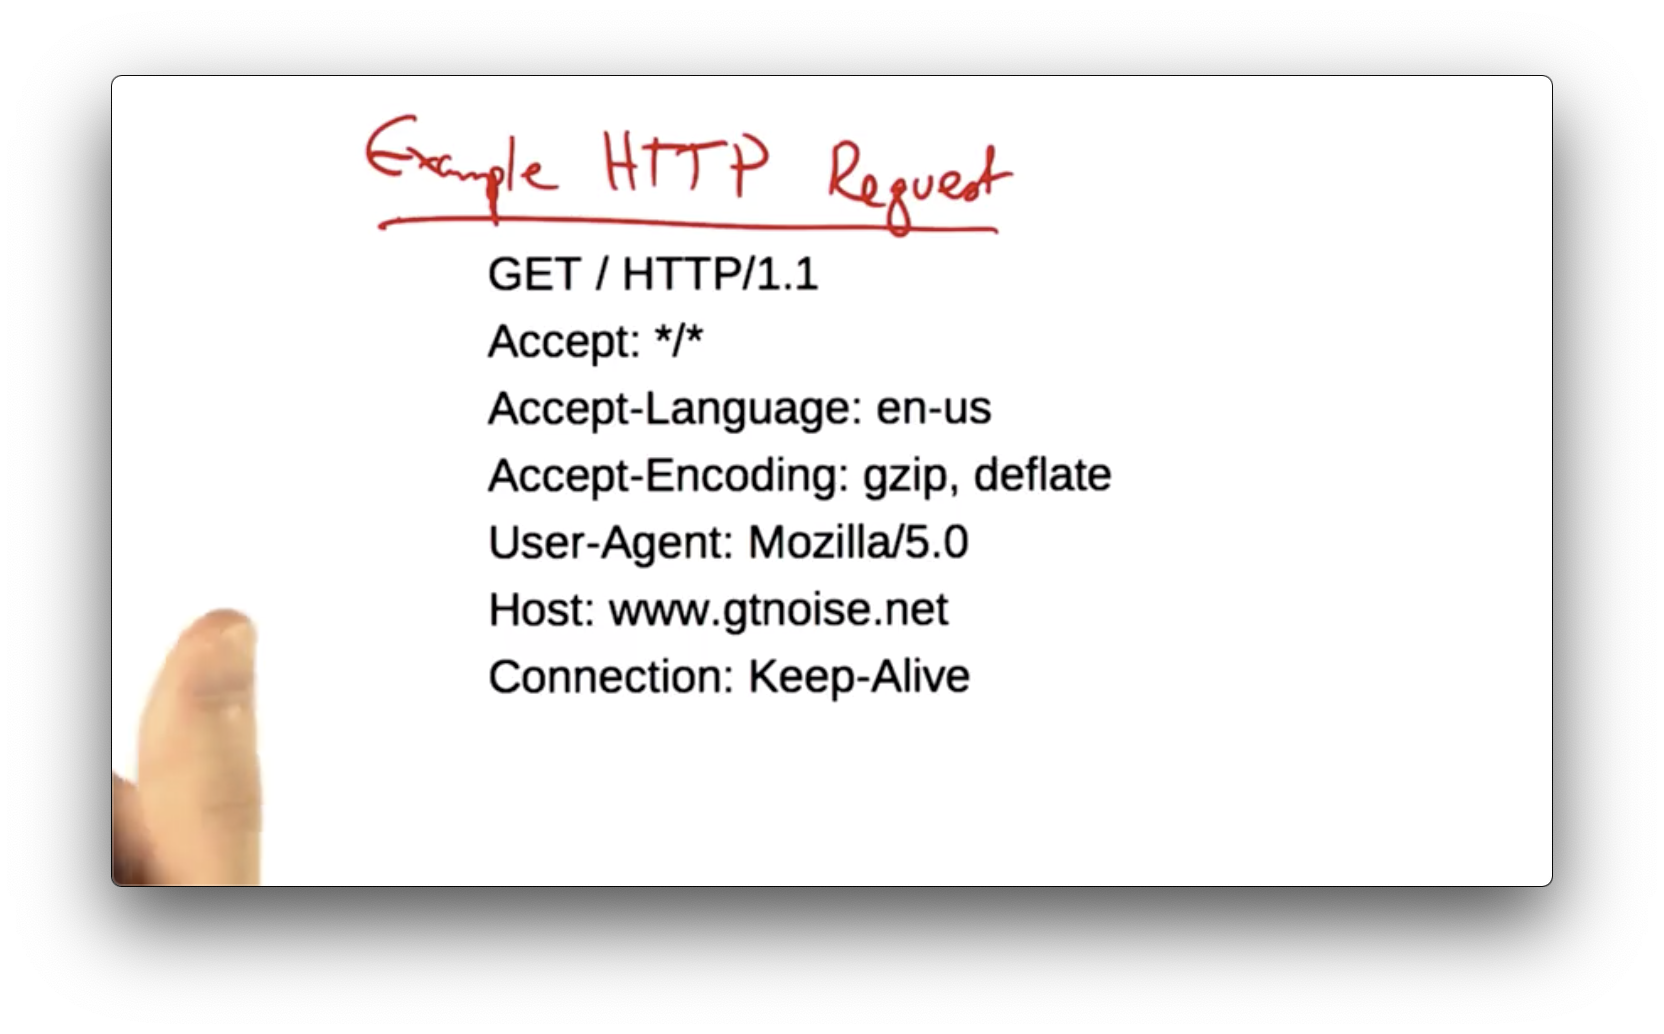 Example HTTP Request
GET / HTTP/1.1
Accept: */*
Accept-Language: en-us
Accept-Encoding: gzip, deflate
User-Agent: Mozilla/5.0
Host: www.gtnoise.net
Connection: Keep-Alive